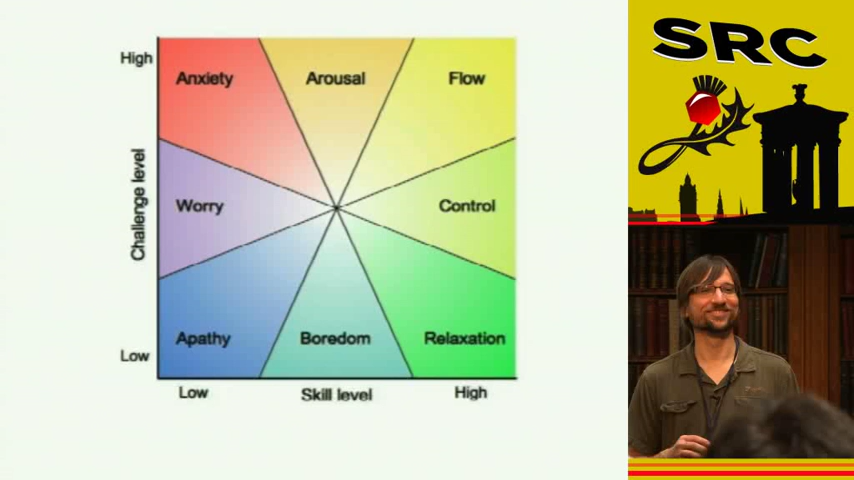 SRC
High
Anxiety
Arousal
Flow
Challenge level
Worry
Control
Apathy
Boredom
Relaxation
Low
Low
Skill level
High